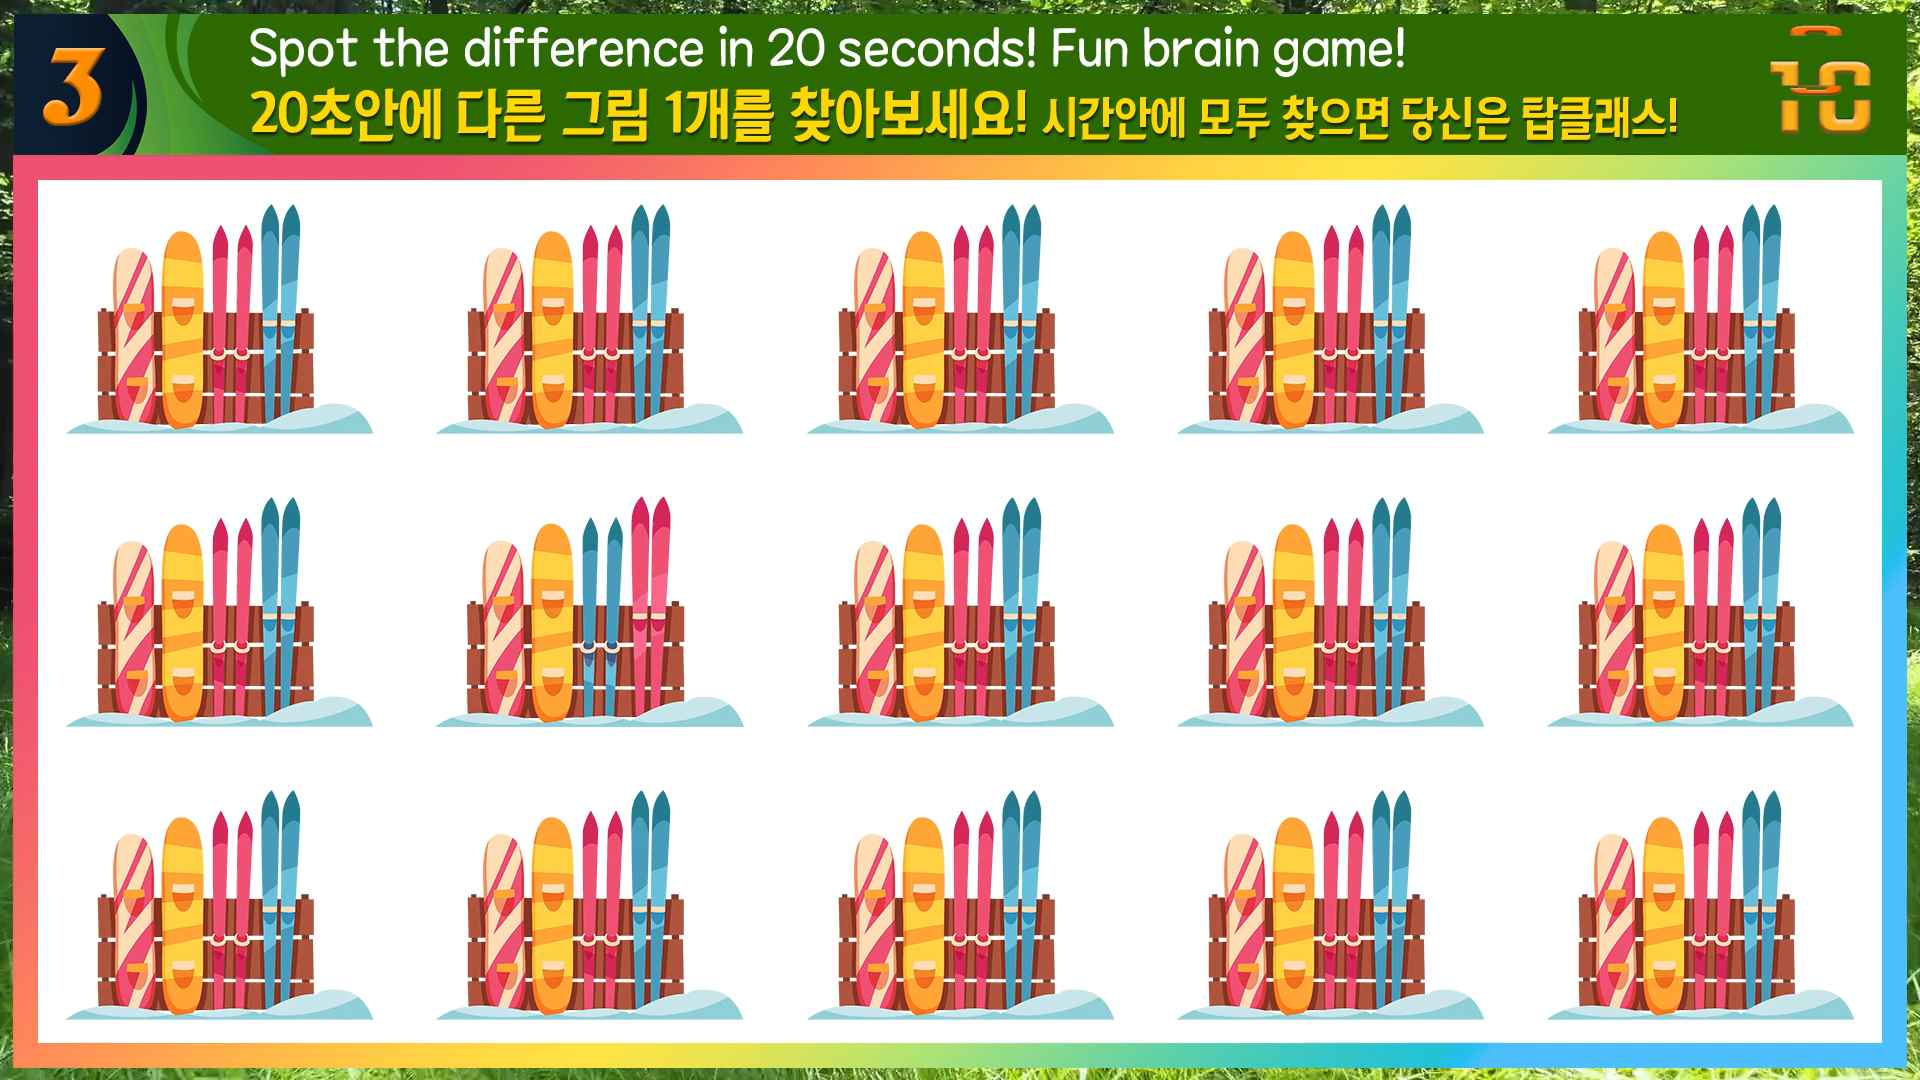 3
Spot the difference in 20 seconds! Fun brain game!
20초안에 다른 그림 1개를 찾아보세요! 시간안에 모두 찾으면 당신은 탑클래스!